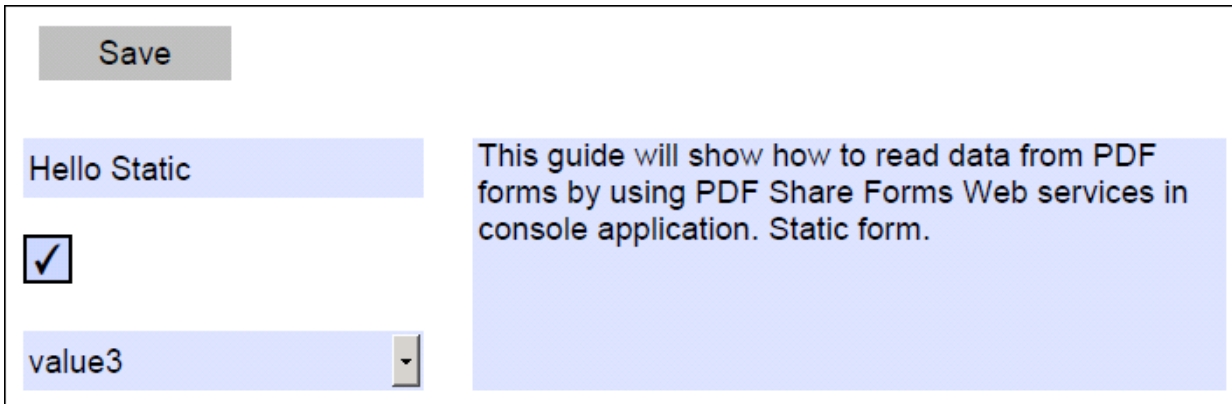 Save
Hello Static
value3
This guide will show how to read data from PDF
forms by using PDF Share Forms Web services in
console application. Static form.